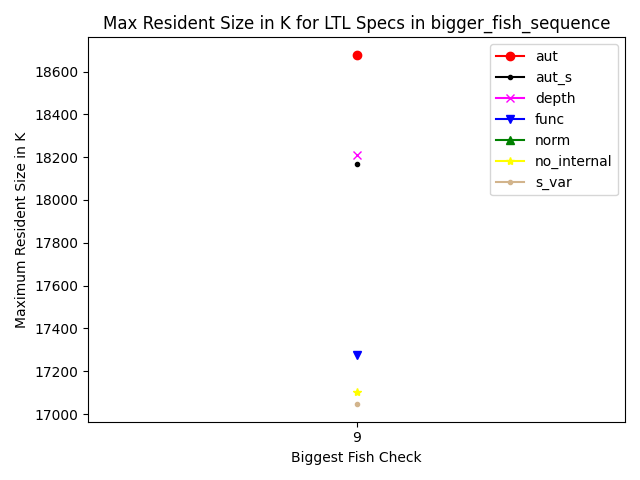 Max Resident Size in K for LTL Specs in bigger_fish_sequence
Maximum Resident Size in K
18600
18400
18200
18000
17800
17600
17400
17200
17000
aut
aut_s
depth
func
norm
no_internal
s_var
9
Biggest Fish Check